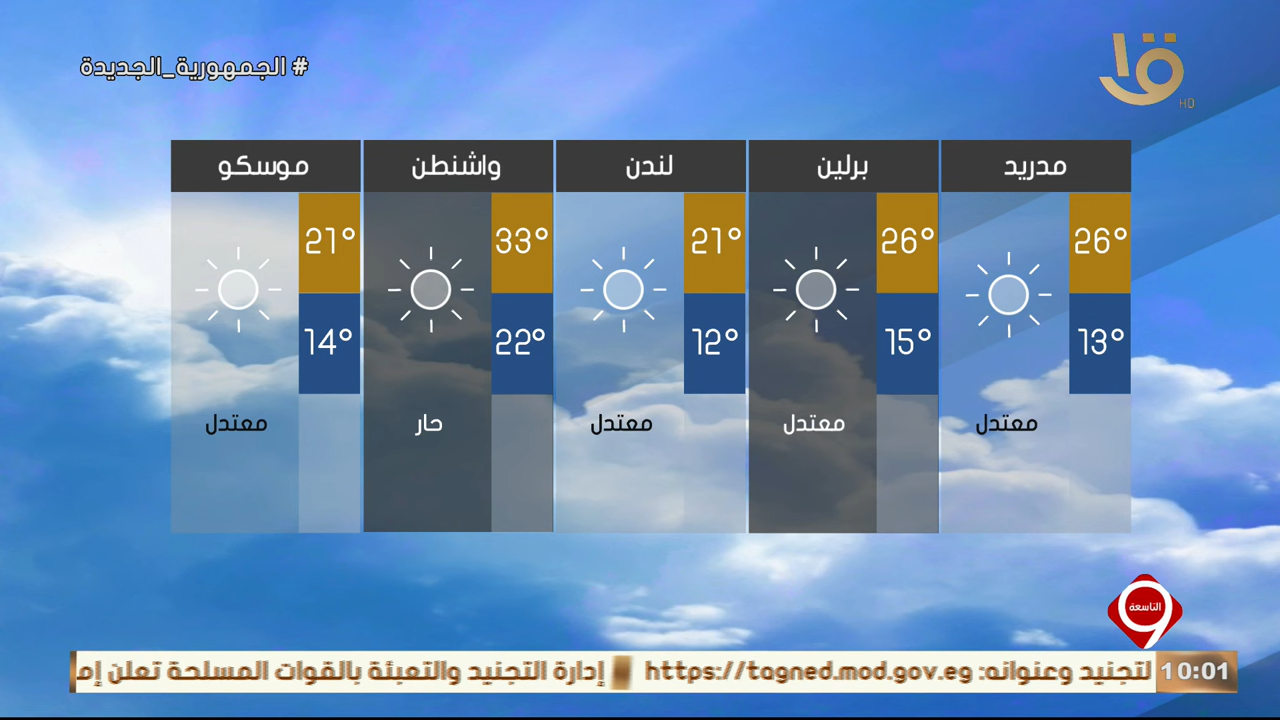 # الجمهورية_الجديدة
HD
مدريد
26°
13°
معتدل
برلين
26°
15°
معتدل
لندن
21°
12°
معتدل
واشنطن
33°
22°
حار
موسكو
21°
14°
معتدل
9
التاسعة
10:01
لتجنيد وعنوانه: https://tagned.mod.gov.eg
إدارة التجنيد والتعبئة بالقوات المسلحة تعلن إم